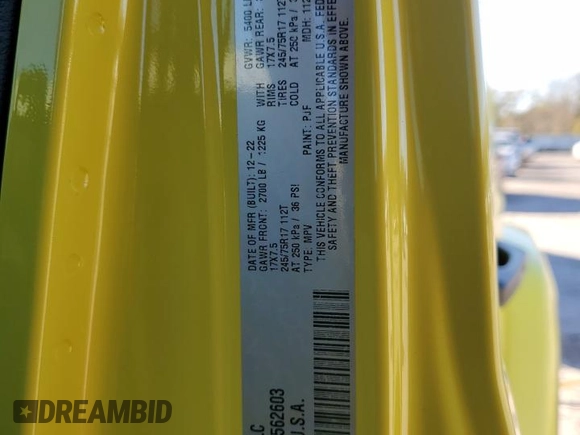 GVWR: 5400 L
DATE OF MFR (BUILT): 12-22
GAWR FRONT: 2700 LB / 1225 KG WITH GAWR REAR:
17X7.5 RIMS 17X7.5
245/75R17 112T TIRES 245/75R17 112T
AT 250 kPa / 36 PSI COLD AT 250 kPa /
TYPE: MPV PAINT: PJF MDH: 112
THIS VEHICLE CONFORMS TO ALL APPLICABLE U.S.A. FED
SAFETY AND THEFT PREVENTION STANDARDS IN EFFE
MANUFACTURE SHOWN ABOVE.
LC
562603
U.S.A.
DREAMBID